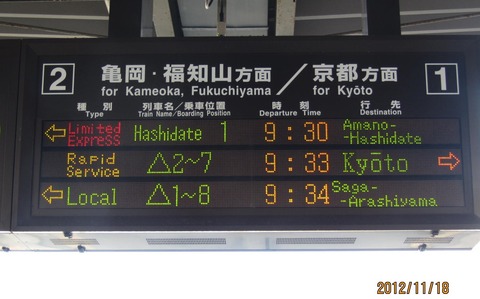 2 亀岡・福知山方面 / 京都方面 1
for Kameoka, Fukuchiyama for Kyōto
種別 列車名/乗車位置 時刻 行先
Type Train Name/Boarding Position Departure Time Destination
← Limited Express Hashidate 1 9:30 Amano-Hashidate
Rapid Service △2~7 9:33 Kyōto →
← Local △1~8 9:34 Saga-Arashiyama
2012/11/18